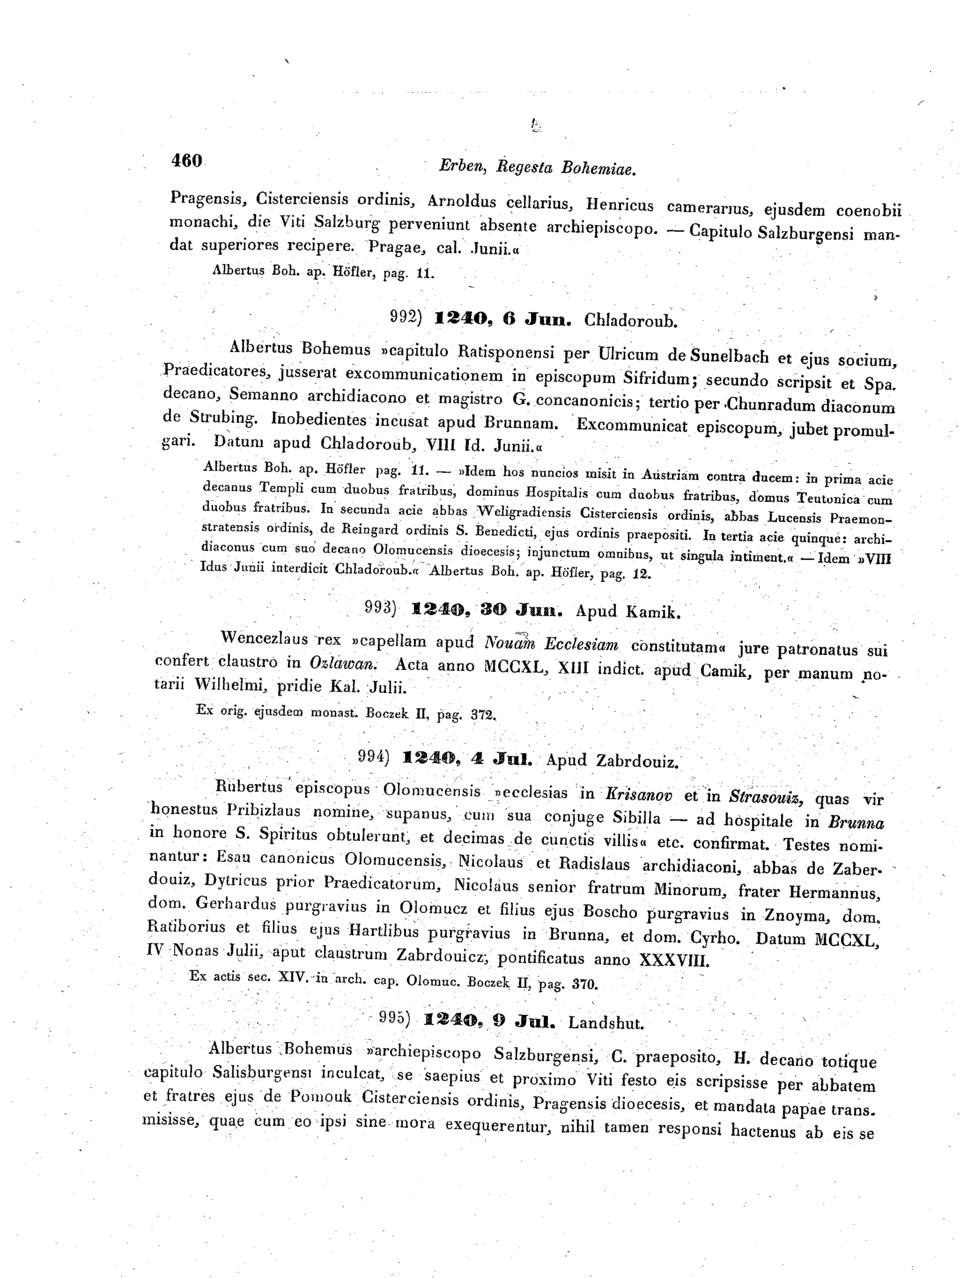 460
Erben, Regesta Bohemiae.
Pragensis, Cisterciensis ordinis, Arnoldus cellarius, Henricus camerarius, ejusdem coenobii
monachi, die Viti Salzburg perveniunt absente archiepiscopo. — Capitulo Salzburgensi man-
dat superiores recipere. Pragae, cal. Junii.«
Albertus Boh. ap. Höfler, pag. 11.
992) 1240, 6 Jun. Chladoroub.
Albertus Bohemus »capitulo Ratisponensi per Ulricum de Sunelbach et ejus socium,
Praedicatores, jusserat excommunicationem in episcopum Sifridum; secundo scripsit et Spa.
decano, Semanno archidiacono et magistro G. concanonicis; tertio per Chunradum diaconum
de Strubing. Inobedientes incusat apud Brunnam. Excommunicat episcopum, jubet promul-
gari. Datum apud Chladoroub, VIII Id. Junii.«
Albertus Boh. ap. Höfler pag. 11. — »Idem hos nuncios misit in Austriam contra ducem: in prima acie
decanus Templi cum duobus fratribus, dominus Hospitalis cum duobus fratribus, domus Teutonica cum
duobus fratribus. In secunda acie abbas Weligradiensis Cisterciensis ordinis, abbas Lucensis Praemon-
stratensis ordinis, de Reingard ordinis S. Benedicti, ejus ordinis praepositi. In tertia acie quinque: archi-
diaconus cum suo decano Olomucensis dioecesis; injunctum omnibus, ut singula intiment.« — Idem »VIII
Idus Junii interdicit Chladoroub.« Albertus Boh. ap. Höfler, pag. 12.
993) 1240, 30 Jun. Apud Kamik.
Wencezlaus rex »capellam apud Nouam Ecclesiam constitutam« jure patronatus sui
confert claustro in Ozlawan. Acta anno MCCXL, XIII indict. apud Camik, per manum no-
tarii Wilhelmi, pridie Kal. Julii.
Ex orig. ejusdem monast. Boczek II, pag. 372.
994) 1240, 4 Jul. Apud Zabrdouiz.
Rubertus episcopus Olomucensis »ecclesias in Krisanov et in Strasouiz, quas vir
honestus Pribizlaus nomine, supanus, cum sua conjuge Sibilla — ad hospitale in Brunna
in honore S. Spiritus obtulerunt, et decimas de cunctis villis« etc. confirmat. Testes nomi-
nantur: Esau canonicus Olomucensis, Nicolaus et Radislaus archidiaconi, abbas de Zaber-
douiz, Dytricus prior Praedicatorum, Nicolaus senior fratrum Minorum, frater Hermannus,
dom. Gerhardus purgravius in Olomucz et filius ejus Boscho purgravius in Znoyma, dom.
Ratiborius et filius ejus Hartlibus purgravius in Brunna, et dom. Cyrho. Datum MCCXL,
IV Nonas Julii, aput claustrum Zabrdouicz, pontificatus anno XXXVIII.
Ex actis sec. XIV. in arch. cap. Olomuc. Boczek II, pag. 370.
995) 1240, 9 Jul. Landshut.
Albertus Bohemus »archiepiscopo Salzburgensi, C. praeposito, H. decano totique
capitulo Salisburgensi inculcat, se saepius et proximo Viti festo eis scripsisse per abbatem
et fratres ejus de Pomouk Cisterciensis ordinis, Pragensis dioecesis, et mandata papae trans-
misisse, quae cum eo ipsi sine mora exequerentur, nihil tamen responsi hactenus ab eis se